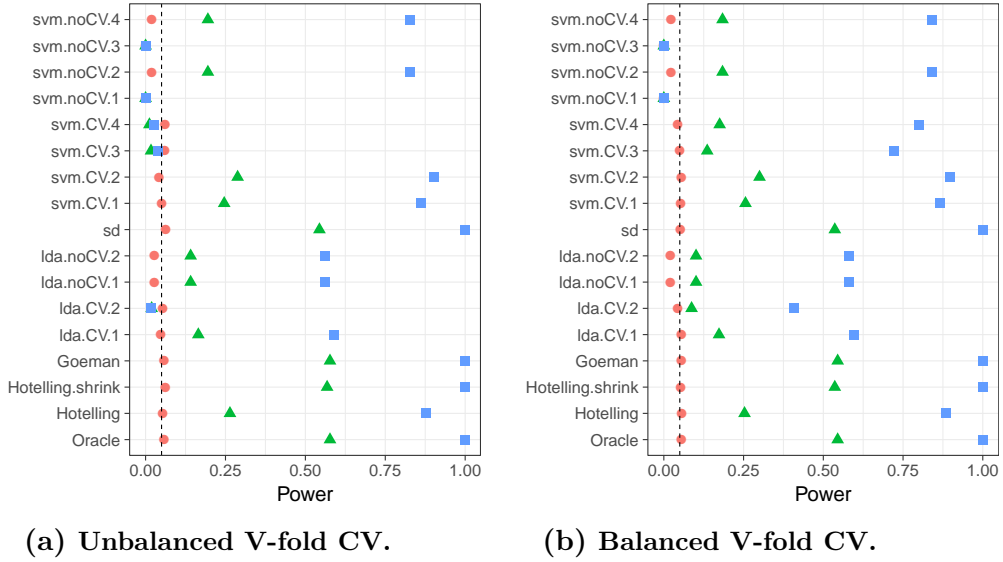 svm.noCV.4
svm.noCV.3
svm.noCV.2
svm.noCV.1
svm.CV.4
svm.CV.3
svm.CV.2
svm.CV.1
sd
lda.noCV.2
lda.noCV.1
lda.CV.2
lda.CV.1
Goeman
Hotelling.shrink
Hotelling
Oracle
0.00 0.25 0.50 0.75 1.00
Power
(a) Unbalanced V-fold CV.
svm.noCV.4
svm.noCV.3
svm.noCV.2
svm.noCV.1
svm.CV.4
svm.CV.3
svm.CV.2
svm.CV.1
sd
lda.noCV.2
lda.noCV.1
lda.CV.2
lda.CV.1
Goeman
Hotelling.shrink
Hotelling
Oracle
0.00 0.25 0.50 0.75 1.00
Power
(b) Balanced V-fold CV.